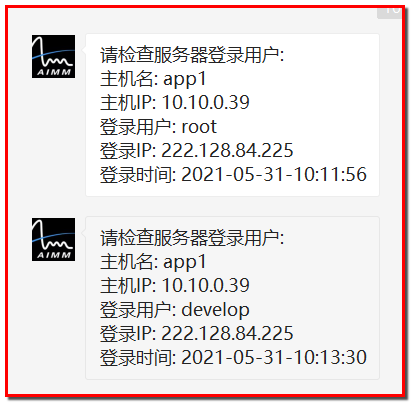 请检查服务器登录用户:
主机名: app1
主机IP: 10.10.0.39
登录用户: root
登录IP: 222.128.84.225
登录时间: 2021-05-31-10:11:56
AIMM
请检查服务器登录用户:
主机名: app1
主机IP: 10.10.0.39
登录用户: develop
登录IP: 222.128.84.225
登录时间: 2021-05-31-10:13:30
AIMM